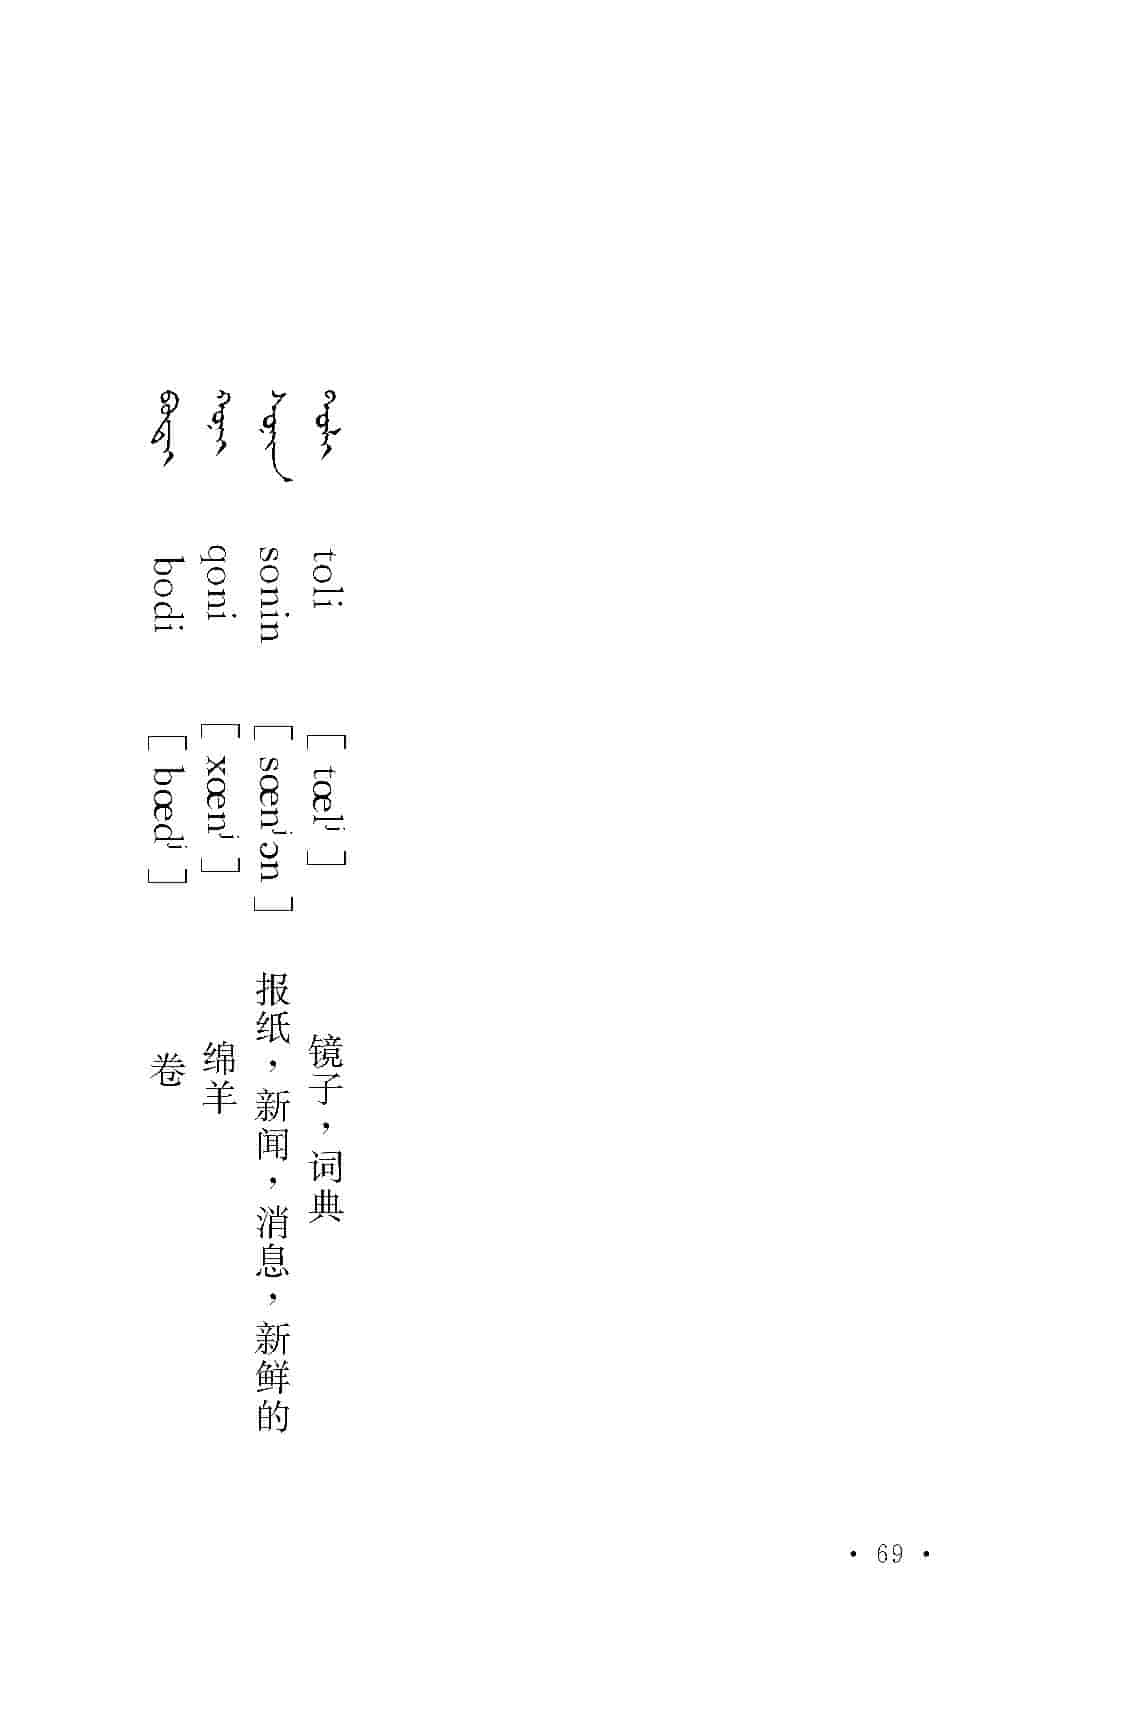 ᠪᠣᠳᠢ bodi [bœdʲ] 卷
ᠬᠣᠨᠢ qoni [xœnʲ] 绵羊
ᠰᠣᠨᠢᠨ sonin [sœnʲɔn] 报纸，新闻，消息，新鲜的
ᠲᠣᠯᠢ toli [tœlʲ] 镜子，词典
· 69 ·